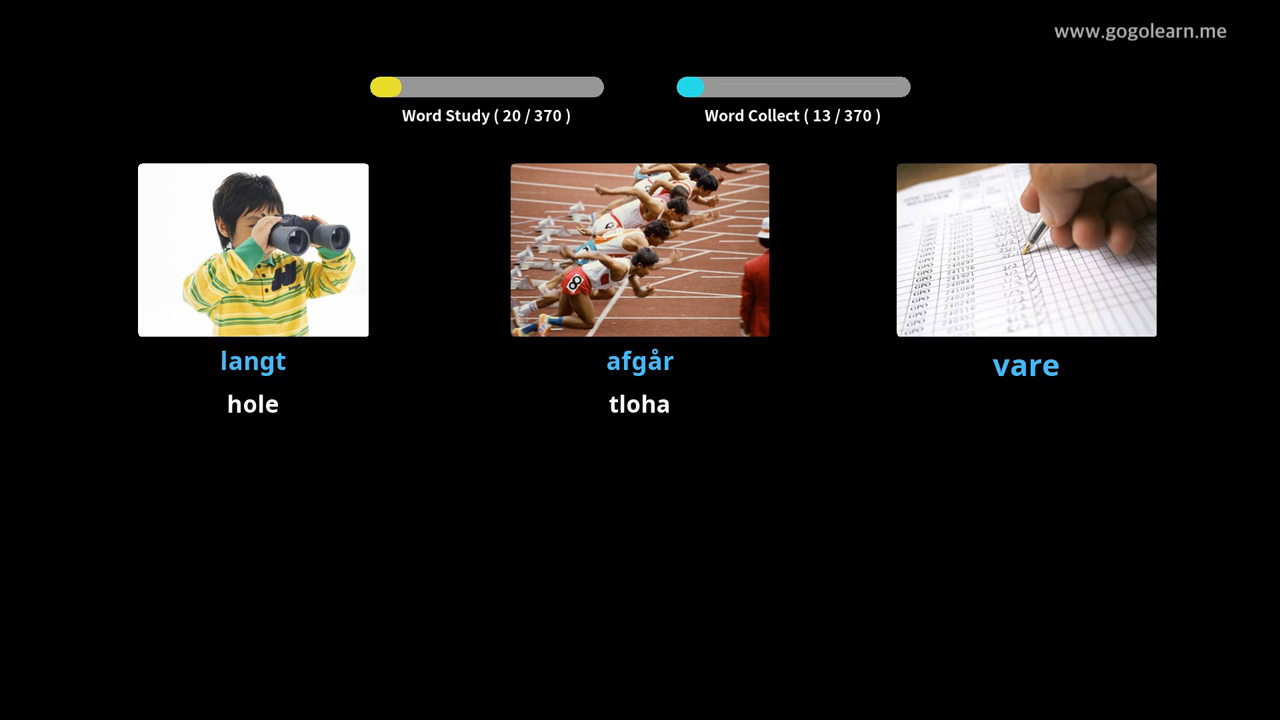 www.gogolearn.me
Word Study ( 20 / 370 )
Word Collect ( 13 / 370 )
langt
afgår
vare
hole
tloha